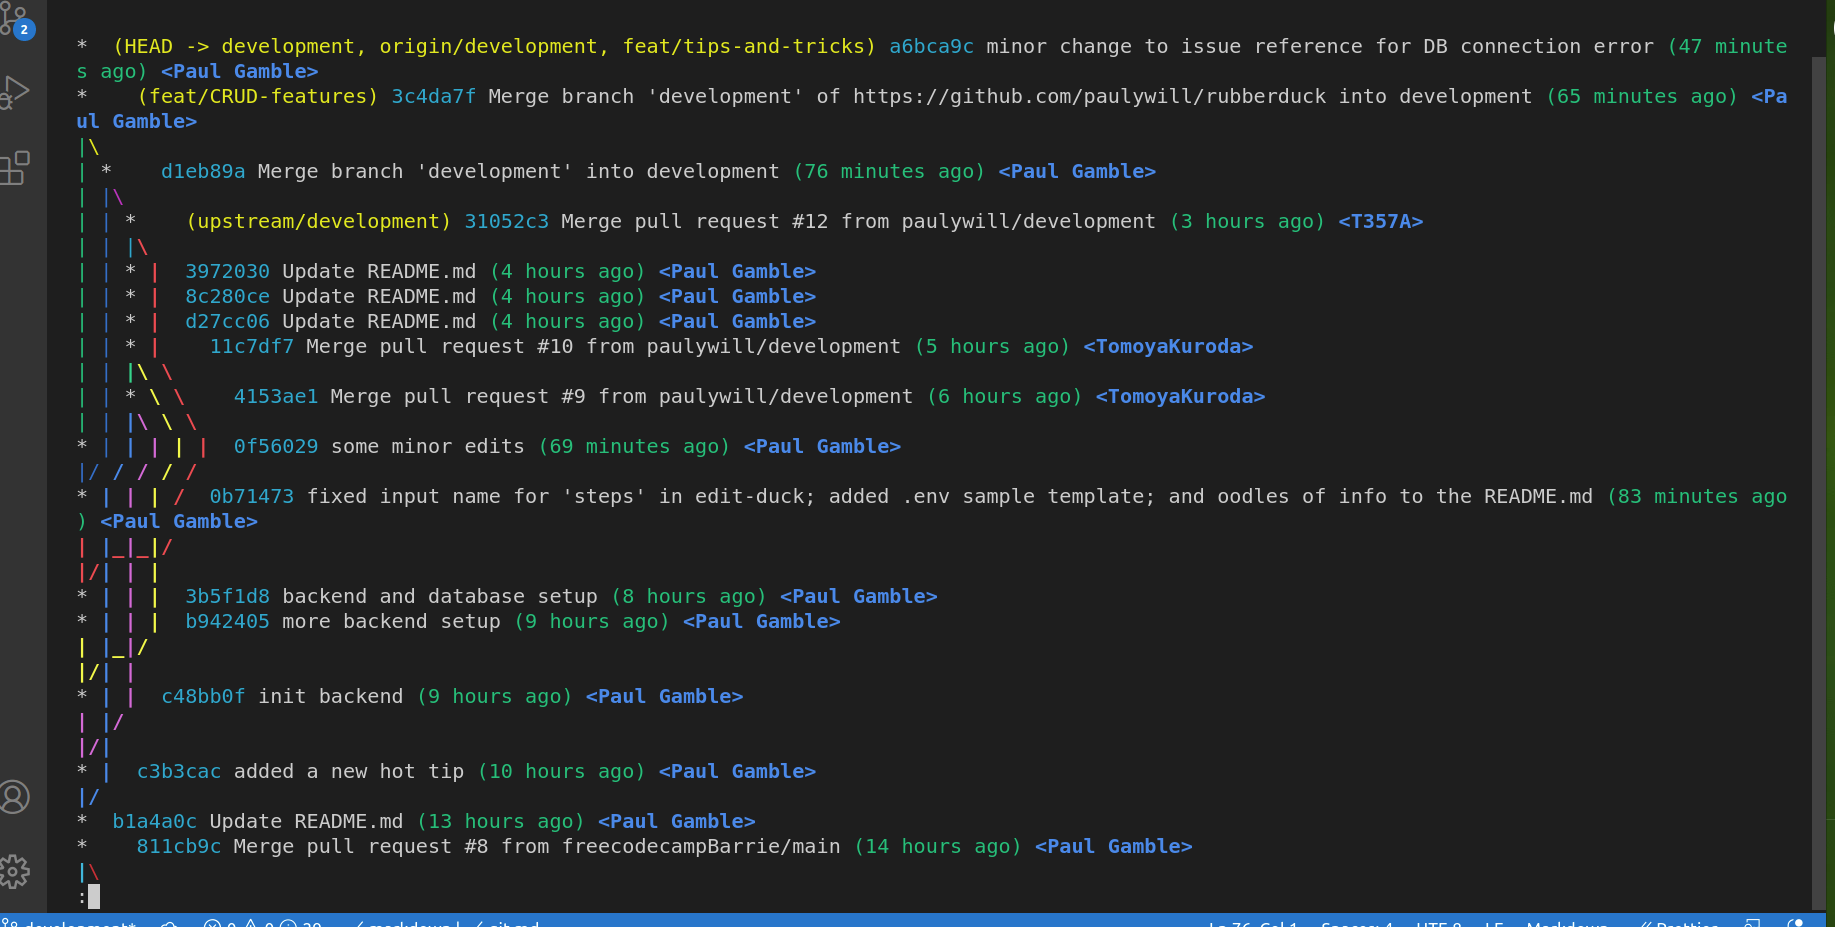 2
*  (HEAD -> development, origin/development, feat/tips-and-tricks) a6bca9c minor change to issue reference for DB connection error (47 minute
s ago) <Paul Gamble>
*    (feat/CRUD-features) 3c4da7f Merge branch 'development' of https://github.com/paulywill/rubberduck into development (65 minutes ago) <Pa
ul Gamble>
|\
| *    d1eb89a Merge branch 'development' into development (76 minutes ago) <Paul Gamble>
| |\
| | *    (upstream/development) 31052c3 Merge pull request #12 from paulywill/development (3 hours ago) <T357A>
| | |\
| | * |  3972030 Update README.md (4 hours ago) <Paul Gamble>
| | * |  8c280ce Update README.md (4 hours ago) <Paul Gamble>
| | * |  d27cc06 Update README.md (4 hours ago) <Paul Gamble>
| | * |    11c7df7 Merge pull request #10 from paulywill/development (5 hours ago) <TomoyaKuroda>
| | |\ \
| | * \ \    4153ae1 Merge pull request #9 from paulywill/development (6 hours ago) <TomoyaKuroda>
| | |\ \ \
* | | | | |  0f56029 some minor edits (69 minutes ago) <Paul Gamble>
|/ / / / /
* | | | /  0b71473 fixed input name for 'steps' in edit-duck; added .env sample template; and oodles of info to the README.md (83 minutes ago
) <Paul Gamble>
| |_|_|/
|/| | |
* | | |  3b5f1d8 backend and database setup (8 hours ago) <Paul Gamble>
* | | |  b942405 more backend setup (9 hours ago) <Paul Gamble>
| |_|/
|/| |
* | |  c48bb0f init backend (9 hours ago) <Paul Gamble>
| |/
|/|
* |  c3b3cac added a new hot tip (10 hours ago) <Paul Gamble>
|/
*  b1a4a0c Update README.md (13 hours ago) <Paul Gamble>
*    811cb9c Merge pull request #8 from freecodecampBarrie/main (14 hours ago) <Paul Gamble>
|\
:
development* 0 0 markdown git.md Ln 76, Col 1 Spaces: 4 UTF-8 LF Markdown Prettier